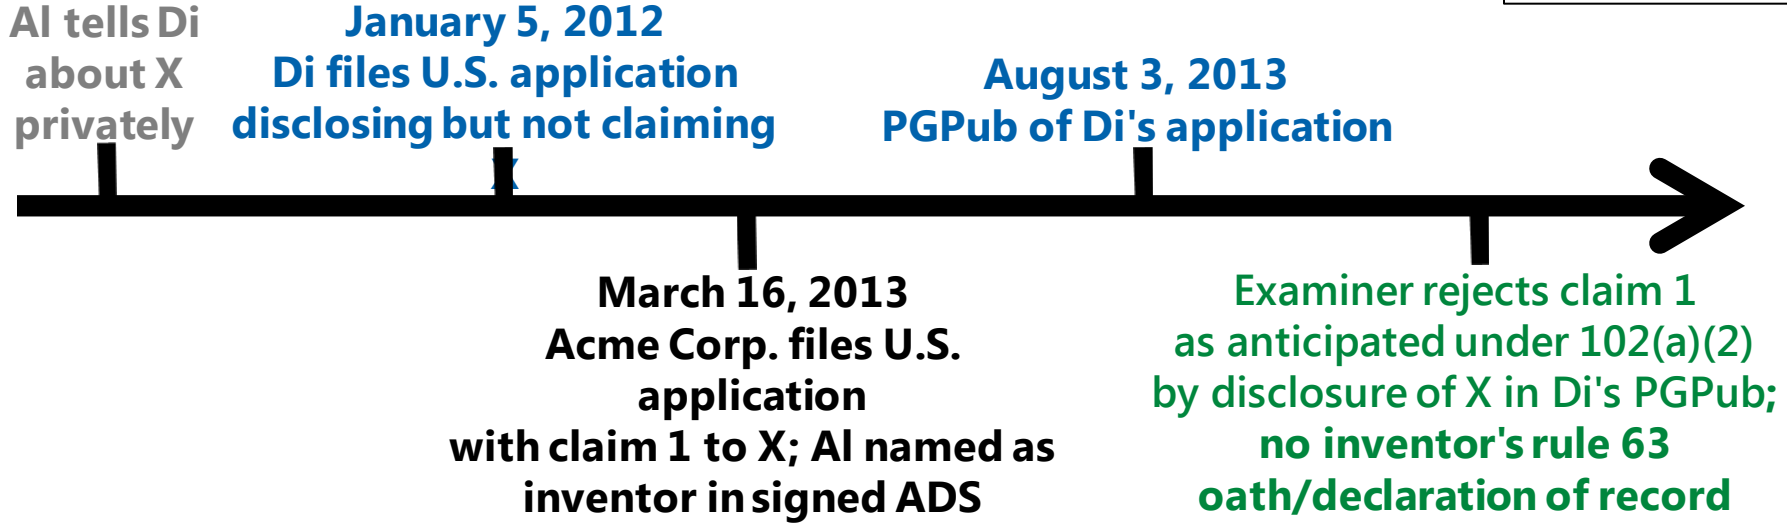 Al tells Di
about X
privately
January 5, 2012
Di files U.S. application
disclosing but not claiming
X
August 3, 2013
PGPub of Di's application
March 16, 2013
Acme Corp. files U.S.
application
with claim 1 to X; Al named as
inventor in signed ADS
Examiner rejects claim 1
as anticipated under 102(a)(2)
by disclosure of X in Di's PGPub;
no inventor's rule 63
oath/declaration of record